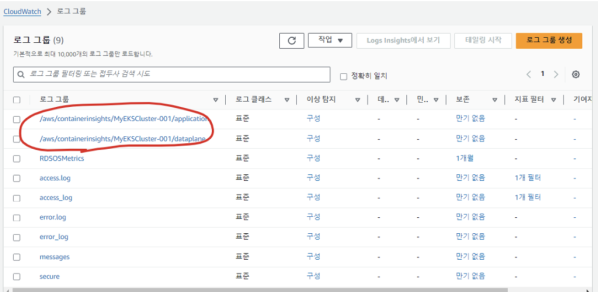 CloudWatch > 로그 그룹
로그 그룹 (9)
작업 ▼ Logs Insights에서 보기 테일링 시작 로그 그룹 생성
기본적으로 최대 10,000개의 로그 그룹만 로드합니다.
로그 그룹 필터링 또는 접두사 검색 시도 정확히 일치 < 1 >
로그 그룹 로그 클래스 이상 탐지 데.. 민.. 보존 지표 필터 기여자
/aws/containerinsights/MyEKSCluster-001/application 표준 구성 - - 만기 없음 -
/aws/containerinsights/MyEKSCluster-001/dataplane 표준 구성 - - 만기 없음 - -
RDSOSMetrics 표준 구성 - - 1개월 - -
access.log 표준 구성 - - 만기 없음 1개 필터 -
access_log 표준 구성 - - 만기 없음 1개 필터 -
error.log 표준 구성 - - 만기 없음 - -
error_log 표준 구성 - - 만기 없음 - -
messages 표준 구성 - - 만기 없음 - -
secure 표준 구성 - - 만기 없음 - -